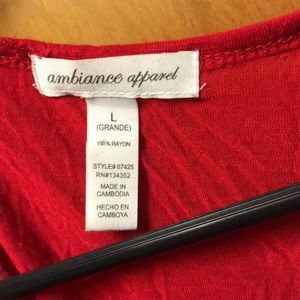 ambiance apparel
L
(GRANDE)
100% RAYON
STYLE# 67425
RN#134352
MADE IN
CAMBODIA
HECHO EN
CAMBOYA